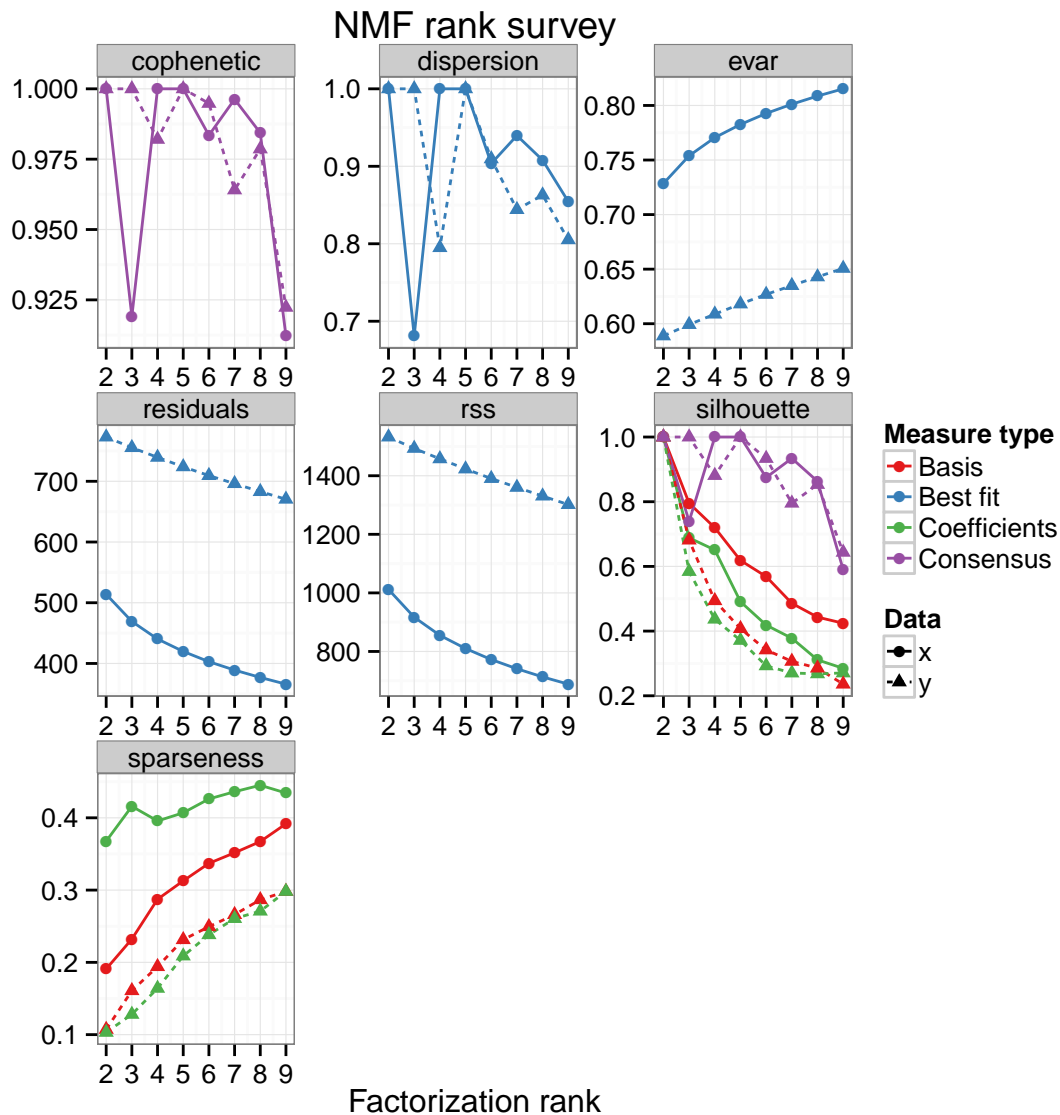 NMF rank survey
cophenetic
dispersion
evar
1.000
0.975
0.950
0.925
1.0
0.9
0.8
0.7
0.80
0.75
0.70
0.65
0.60
2 3 4 5 6 7 8 9
2 3 4 5 6 7 8 9
2 3 4 5 6 7 8 9
residuals
rss
silhouette
700
600
500
400
1400
1200
1000
800
1.0
0.8
0.6
0.4
0.2
2 3 4 5 6 7 8 9
2 3 4 5 6 7 8 9
2 3 4 5 6 7 8 9
Measure type
Basis
Best fit
Coefficients
Consensus
Data
x
y
sparseness
0.4
0.3
0.2
0.1
2 3 4 5 6 7 8 9
Factorization rank